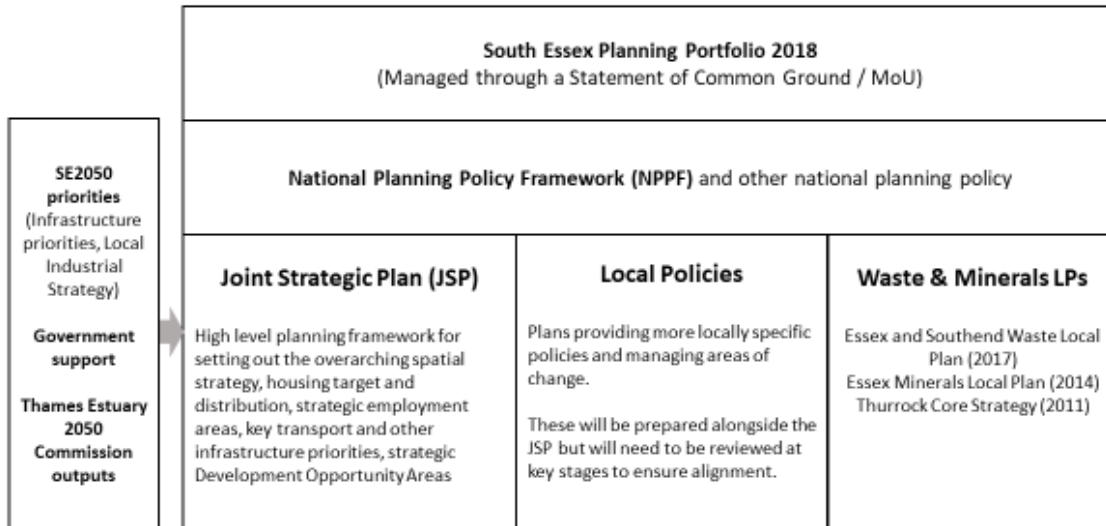 South Essex Planning Portfolio 2018
(Managed through a Statement of Common Ground / MoU)
National Planning Policy Framework (NPPF) and other national planning policy
SE2050
priorities
(Infrastructure
priorities, Local
Industrial
Strategy)
Government
support
Thames Estuary
2050
Commission
outputs
Joint Strategic Plan (JSP)
High level planning framework for
setting out the overarching spatial
strategy, housing target and
distribution, strategic employment
areas, key transport and other
infrastructure priorities, strategic
Development Opportunity Areas
Local Policies
Plans providing more locally specific
policies and managing areas of
change.
These will be prepared alongside the
JSP but will need to be reviewed at
key stages to ensure alignment.
Waste & Minerals LPs
Essex and Southend Waste Local
Plan (2017)
Essex Minerals Local Plan (2014)
Thurrock Core Strategy (2011)